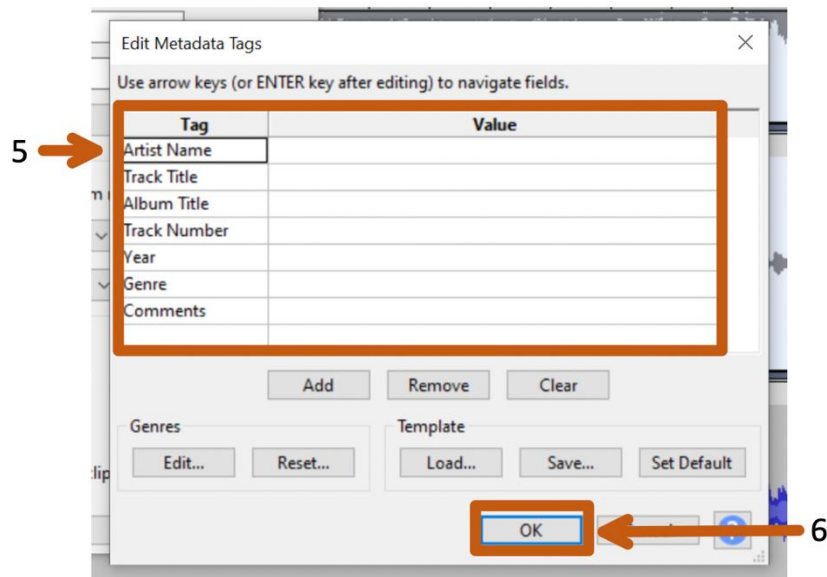 Edit Metadata Tags
Use arrow keys (or ENTER key after editing) to navigate fields.
Tag Value
5
Artist Name
Track Title
Album Title
Track Number
Year
Genre
Comments
Add Remove Clear
Genres Template
Edit... Reset... Load... Save... Set Default
OK
6